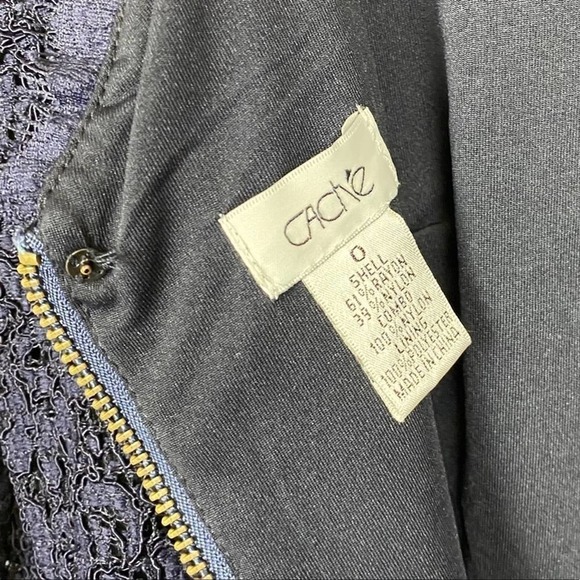 CACHÉ
0
SHELL
61% RAYON
39% NYLON
COMBO
100% NYLON
LINING
100% POLYESTER
MADE IN CHINA